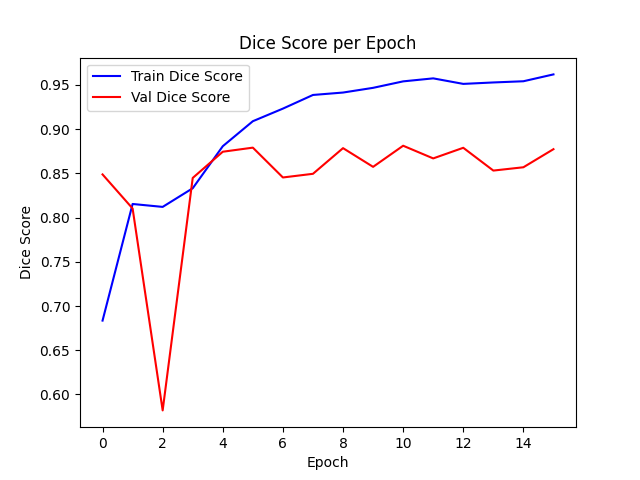 Dice Score per Epoch
Train Dice Score
Val Dice Score
Dice Score
0.95
0.90
0.85
0.80
0.75
0.70
0.65
0.60
0 2 4 6 8 10 12 14
Epoch